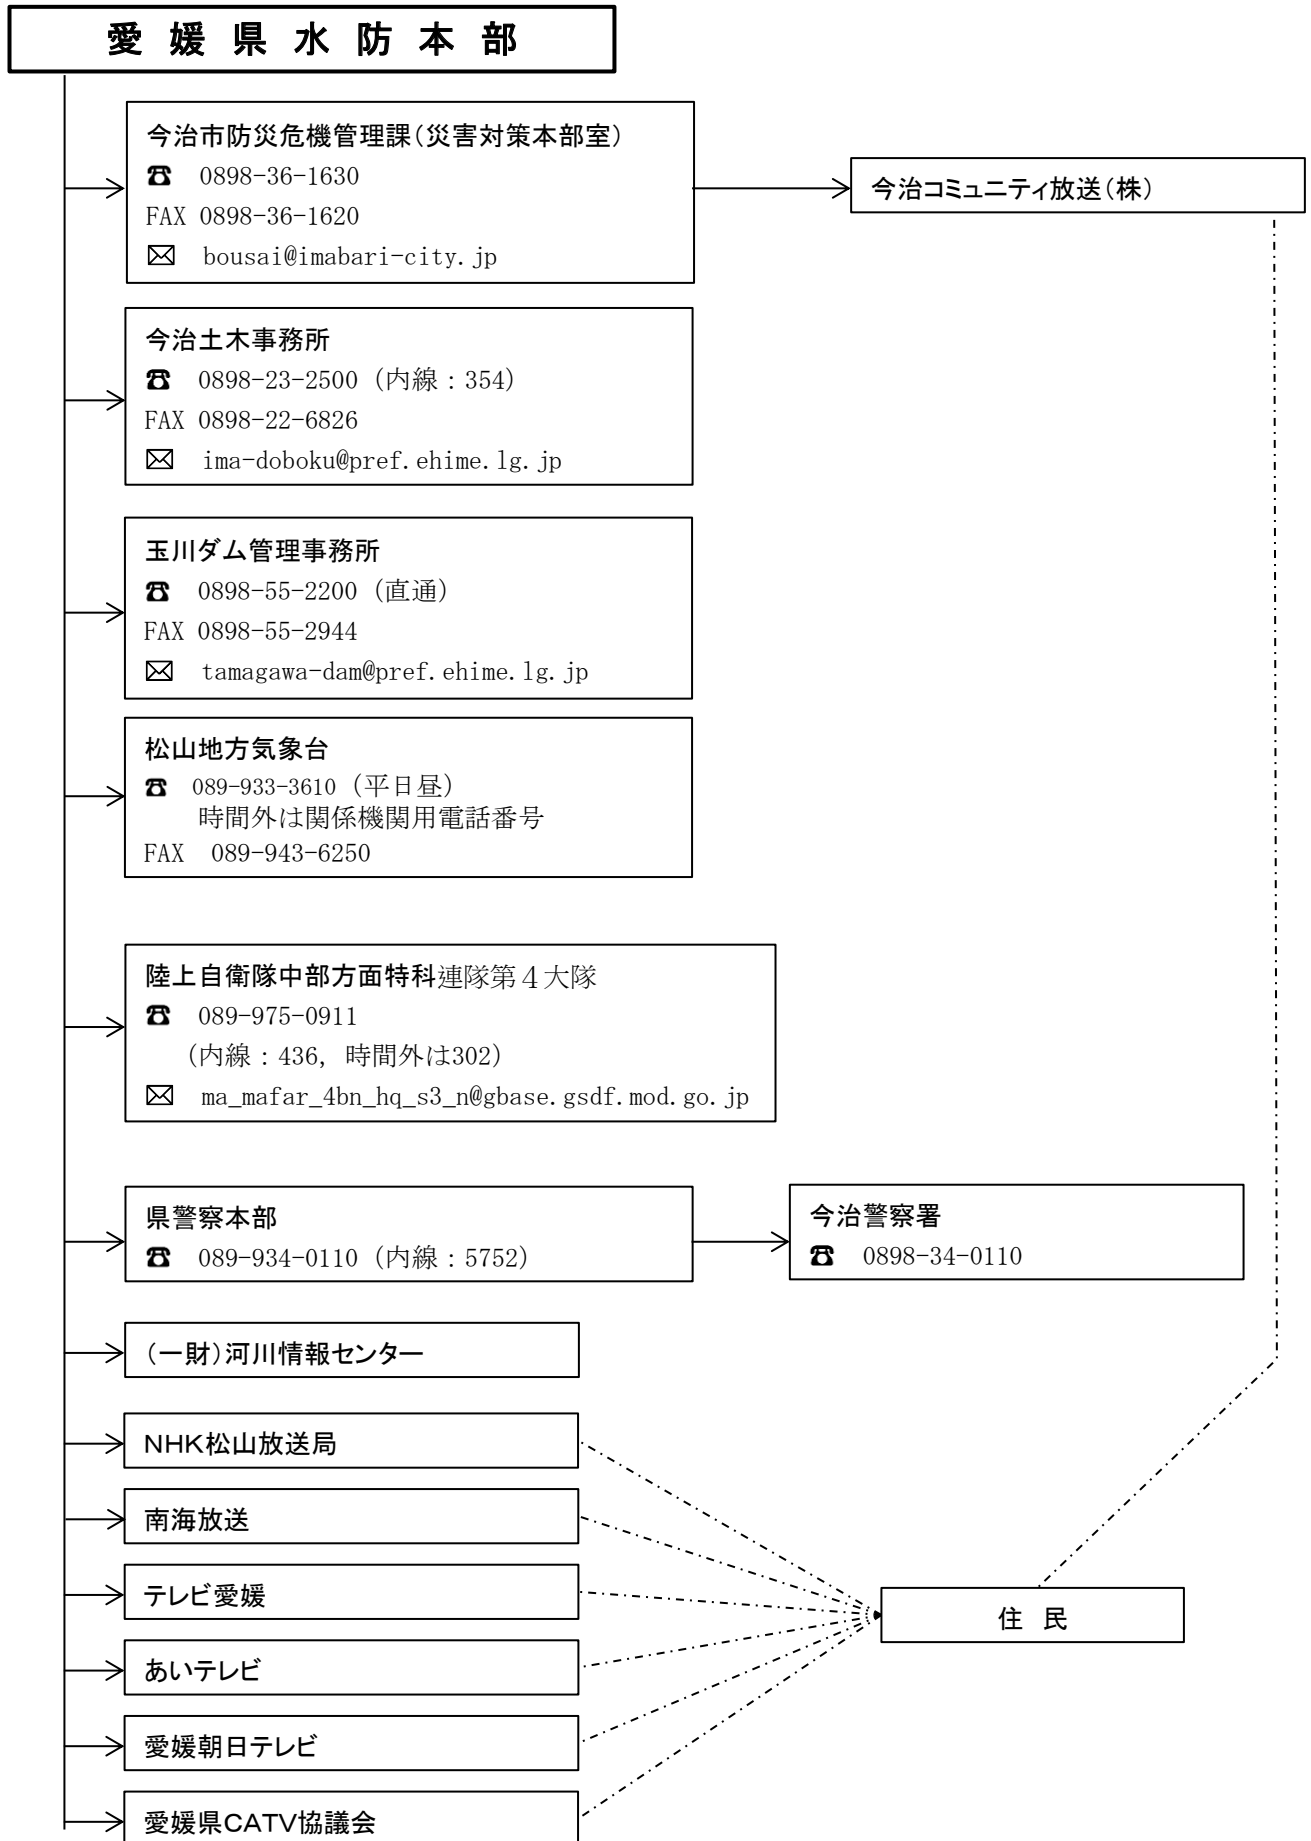 愛媛県水防本部
今治市防災危機管理課(災害対策本部室)
☎ 0898-36-1630
FAX 0898-36-1620
✉ bousai@imabari-city.jp
今治コミュニティ放送(株)
今治土木事務所
☎ 0898-23-2500（内線：354）
FAX 0898-22-6826
✉ ima-doboku@pref.ehime.lg.jp
玉川ダム管理事務所
☎ 0898-55-2200（直通）
FAX 0898-55-2944
✉ tamagawa-dam@pref.ehime.lg.jp
松山地方気象台
☎ 089-933-3610（平日昼）
時間外は関係機関用電話番号
FAX 089-943-6250
陸上自衛隊中部方面特科連隊第４大隊
☎ 089-975-0911
（内線：436，時間外は302）
✉ ma_mafar_4bn_hq_s3_n@gbase.gsdf.mod.go.jp
県警察本部
☎ 089-934-0110（内線：5752）
今治警察署
☎ 0898-34-0110
(一財)河川情報センター
NHK松山放送局
南海放送
テレビ愛媛
住 民
あいテレビ
愛媛朝日テレビ
愛媛県CATV協議会